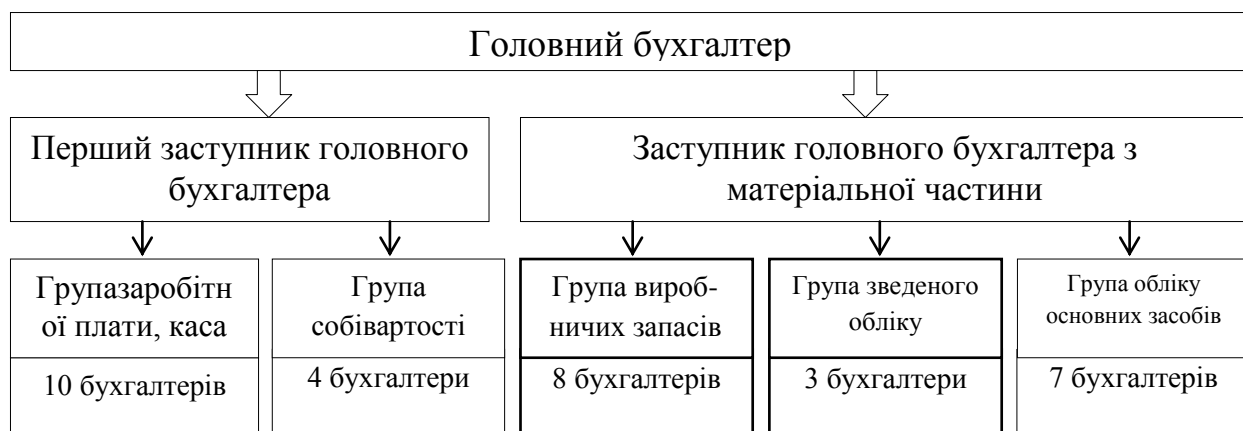 Головний бухгалтер
Перший заступник головного
бухгалтера
Заступник головного бухгалтера з
матеріальної частини
Групазаробітн
ої плати, каса
Група
собівартості
Група вироб-
ничих запасів
Група зведеного
обліку
Група обліку
основних засобів
10 бухгалтерів
4 бухгалтери
8 бухгалтерів
3 бухгалтери
7 бухгалтерів